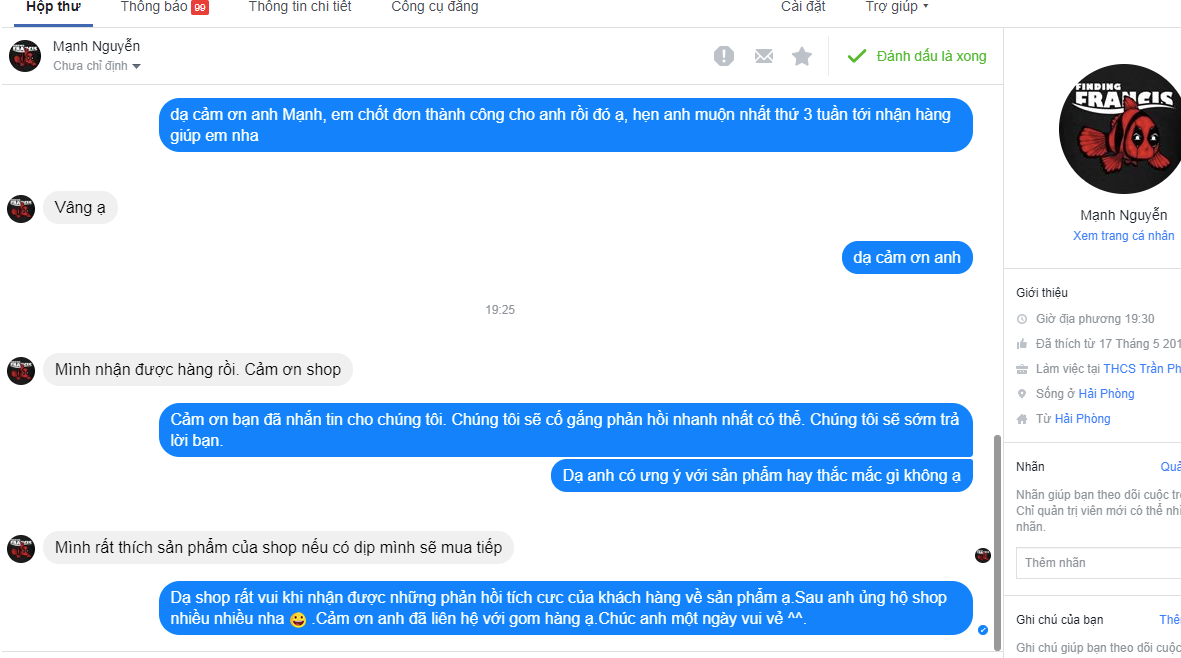 Hộp thư Thông báo 99 Thông tin chi tiết Công cụ đăng Cài đặt Trợ giúp
Mạnh Nguyễn
Chưa chỉ định
Đánh dấu là xong
dạ cảm ơn anh Mạnh, em chốt đơn thành công cho anh rồi đó ạ, hẹn anh muộn nhất thứ 3 tuần tới nhận hàng
giúp em nha
Vâng ạ
dạ cảm ơn anh
19:25
Mình nhận được hàng rồi. Cảm ơn shop
Cảm ơn bạn đã nhắn tin cho chúng tôi. Chúng tôi sẽ cố gắng phản hồi nhanh nhất có thể. Chúng tôi sẽ sớm trả
lời bạn.
Dạ anh có ưng ý với sản phẩm hay thắc mắc gì không ạ
Mình rất thích sản phẩm của shop nếu có dịp mình sẽ mua tiếp
Dạ shop rất vui khi nhận được những phản hồi tích cưc của khách hàng về sản phẩm ạ.Sau anh ủng hộ shop
nhiều nhiều nha 😀 .Cảm ơn anh đã liên hệ với gom hàng ạ.Chúc anh một ngày vui vẻ ^^.
FINDING
FRANCIS
Mạnh Nguyễn
Xem trang cá nhân
Giới thiệu
Giờ địa phương 19:30
Đã thích từ 17 Tháng 5 201
Làm việc tại THCS Trần Ph
Sống ở Hải Phòng
Từ Hải Phòng
Nhãn Quả
Nhãn giúp bạn theo dõi cuộc tr
Chỉ quản trị viên mới có thể nhì
nhãn.
Thêm nhãn
Ghi chú của bạn Thê
Ghi chú giúp bạn theo dõi cuộc